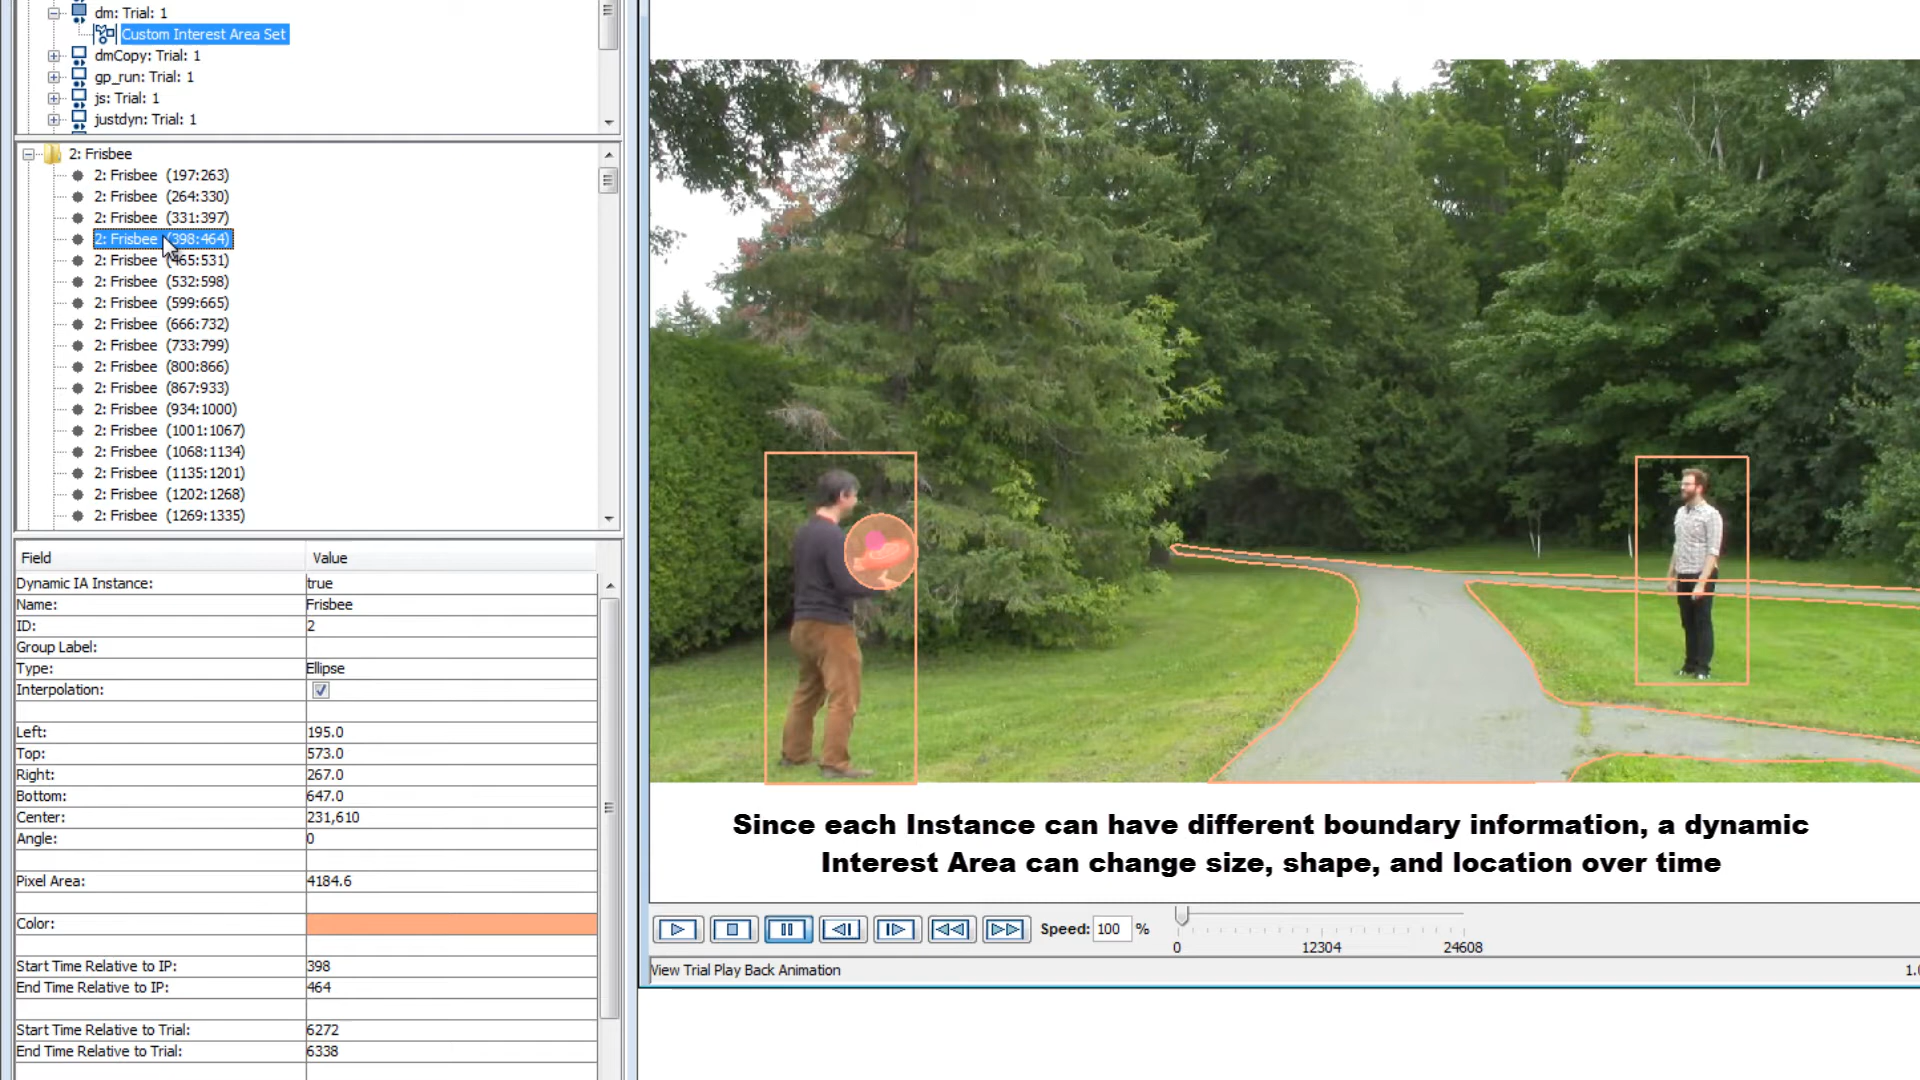 dm: Trial: 1
Custom Interest Area Set
dmCopy: Trial: 1
gp_run: Trial: 1
js: Trial: 1
justdyn: Trial: 1
2: Frisbee
2: Frisbee (197:263)
2: Frisbee (264:330)
2: Frisbee (331:397)
2: Frisbee (398:464)
2: Frisbee (465:531)
2: Frisbee (532:598)
2: Frisbee (599:665)
2: Frisbee (666:732)
2: Frisbee (733:799)
2: Frisbee (800:866)
2: Frisbee (867:933)
2: Frisbee (934:1000)
2: Frisbee (1001:1067)
2: Frisbee (1068:1134)
2: Frisbee (1135:1201)
2: Frisbee (1202:1268)
2: Frisbee (1269:1335)
Field Value
Dynamic IA Instance: true
Name: Frisbee
ID: 2
Group Label:
Type: Ellipse
Interpolation:
Left: 195.0
Top: 573.0
Right: 267.0
Bottom: 647.0
Center: 231,610
Angle: 0
Pixel Area: 4184.6
Color:
Start Time Relative to IP: 398
End Time Relative to IP: 464
Start Time Relative to Trial: 6272
End Time Relative to Trial: 6338
Since each Instance can have different boundary information, a dynamic
Interest Area can change size, shape, and location over time
Speed: 100 %
0 12304 24608
View Trial Play Back Animation